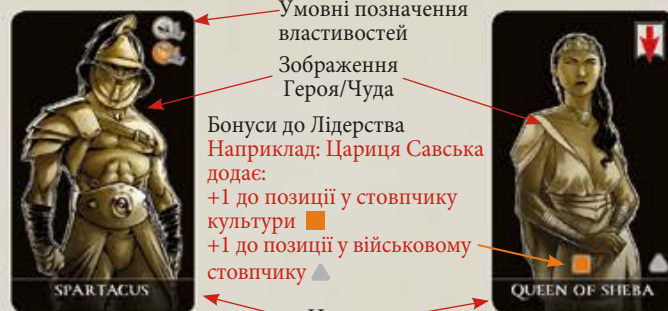 Умовні позначення
властивостей
Зображення
Героя/Чуда
Бонуси до Лідерства
Наприклад: Цариця Савська
додає:
+1 до позиції у стовпчику
культури
+1 до позиції у військовому
стовпчику
SPARTACUS
QUEEN OF SHEBA